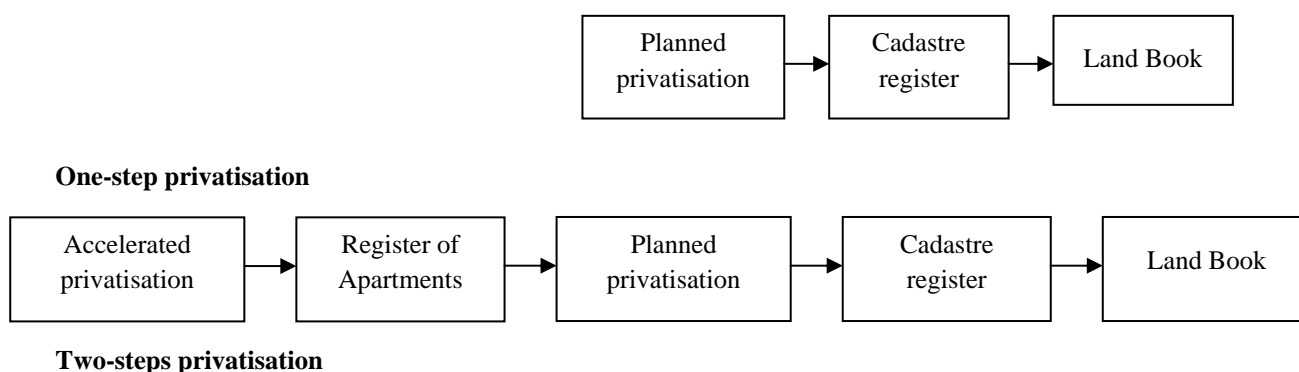 Planned
privatisation
Cadastre
register
Land Book
One-step privatisation
Accelerated
privatisation
Register of
Apartments
Planned
privatisation
Cadastre
register
Land Book
Two-steps privatisation